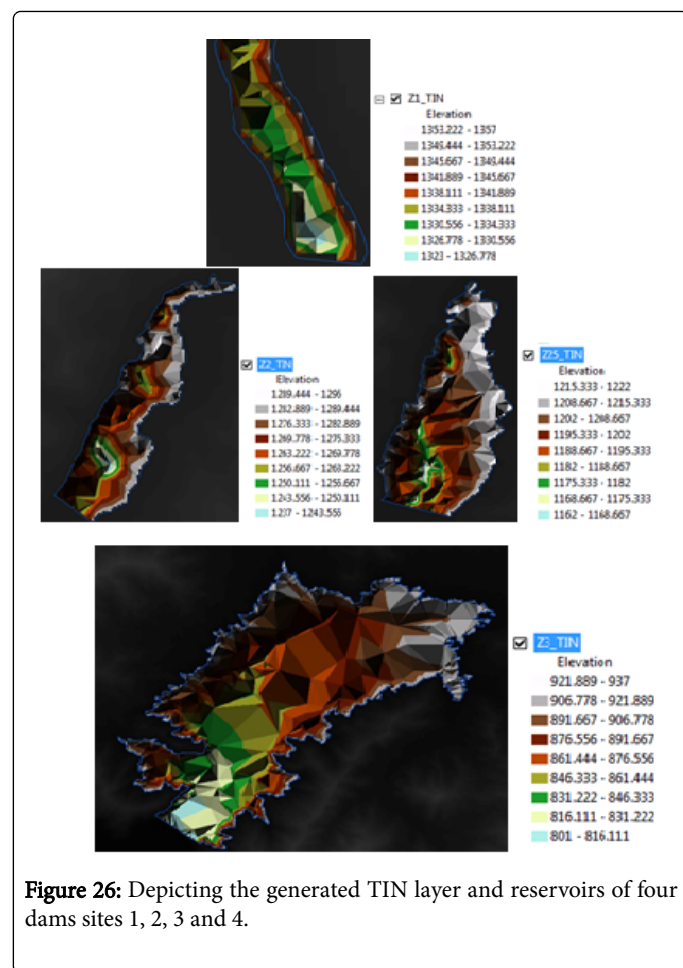 Z1_TIN
Elevation
1353.222 - 1357
1349.444 - 1353.222
1345.667 - 1349.444
1341.889 - 1345.667
1338.111 - 1341.889
1334.333 - 1338.111
1330.556 - 1334.333
1326.778 - 1330.556
1323 - 1326.778
Z2_TIN
Elevation
1289.444 - 1296
1282.889 - 1289.444
1276.333 - 1282.889
1269.778 - 1276.333
1263.222 - 1269.778
1256.667 - 1263.222
1250.111 - 1256.667
1243.556 - 1250.111
1237 - 1243.556
Z25_TIN
Elevation
1215.333 - 1222
1208.667 - 1215.333
1202 - 1208.667
1195.333 - 1202
1188.667 - 1195.333
1182 - 1188.667
1175.333 - 1182
1168.667 - 1175.333
1162 - 1168.667
Z3_TIN
Elevation
921.889 - 937
906.778 - 921.889
891.667 - 906.778
876.556 - 891.667
861.444 - 876.556
846.333 - 861.444
831.222 - 846.333
816.111 - 831.222
801 - 816.111
Figure 26: Depicting the generated TIN layer and reservoirs of four
dams sites 1, 2, 3 and 4.